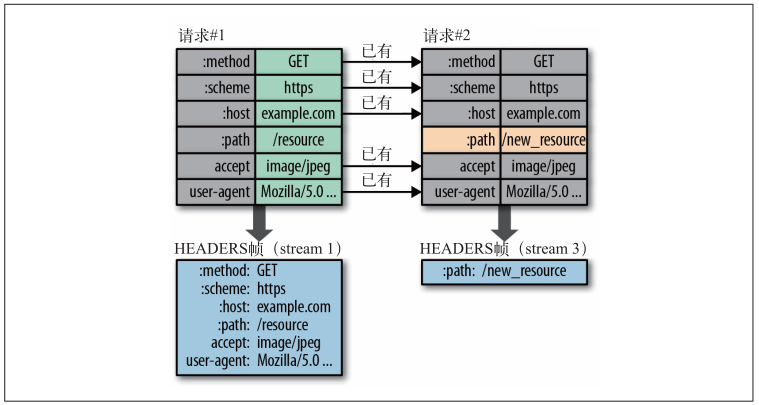 请求#1
:method GET
:scheme https
:host example.com
:path /resource
accept image/jpeg
user-agent Mozilla/5.0 ...
已有
已有
已有
已有
已有
请求#2
:method GET
:scheme https
:host example.com
:path /new_resource
accept image/jpeg
user-agent Mozilla/5.0 ...
HEADERS帧（stream 1）
:method: GET
:scheme: https
:host: example.com
:path: /resource
accept: image/jpeg
user-agent: Mozilla/5.0 ...
HEADERS帧（stream 3）
:path: /new_resource